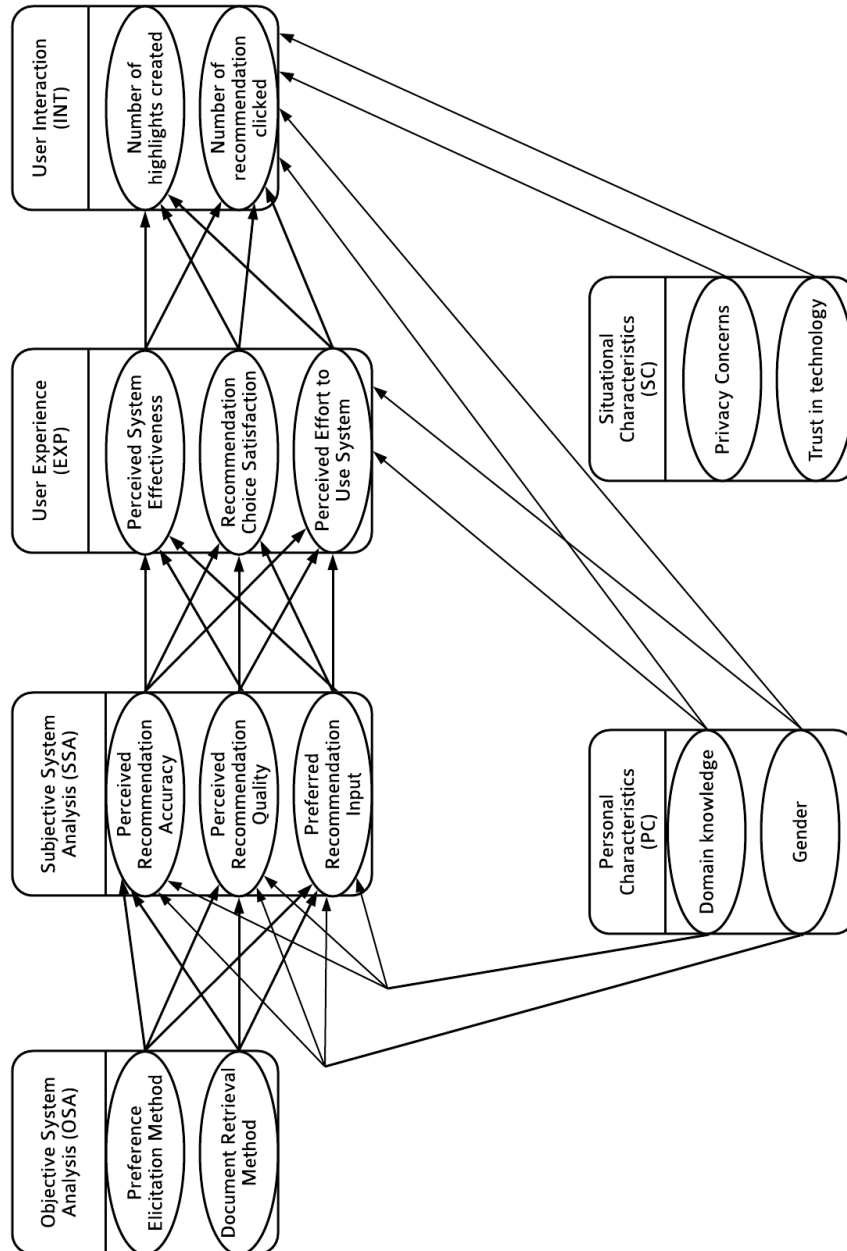 Objective System
Analysis (OSA)
Preference
Elicitation Method
Document Retrieval
Method
Subjective System
Analysis (SSA)
Perceived
Recommendation
Accuracy
Perceived
Recommendation
Quality
Preferred
Recommendation
Input
User Experience
(EXP)
Perceived System
Effectiveness
Recommendation
Choice Satisfaction
Perceived Effort to
Use System
User Interaction
(INT)
Number of
highlights created
Number of
recommendation
clicked
Personal
Characteristics
(PC)
Domain knowledge
Gender
Situational
Characteristics
(SC)
Privacy Concerns
Trust in technology